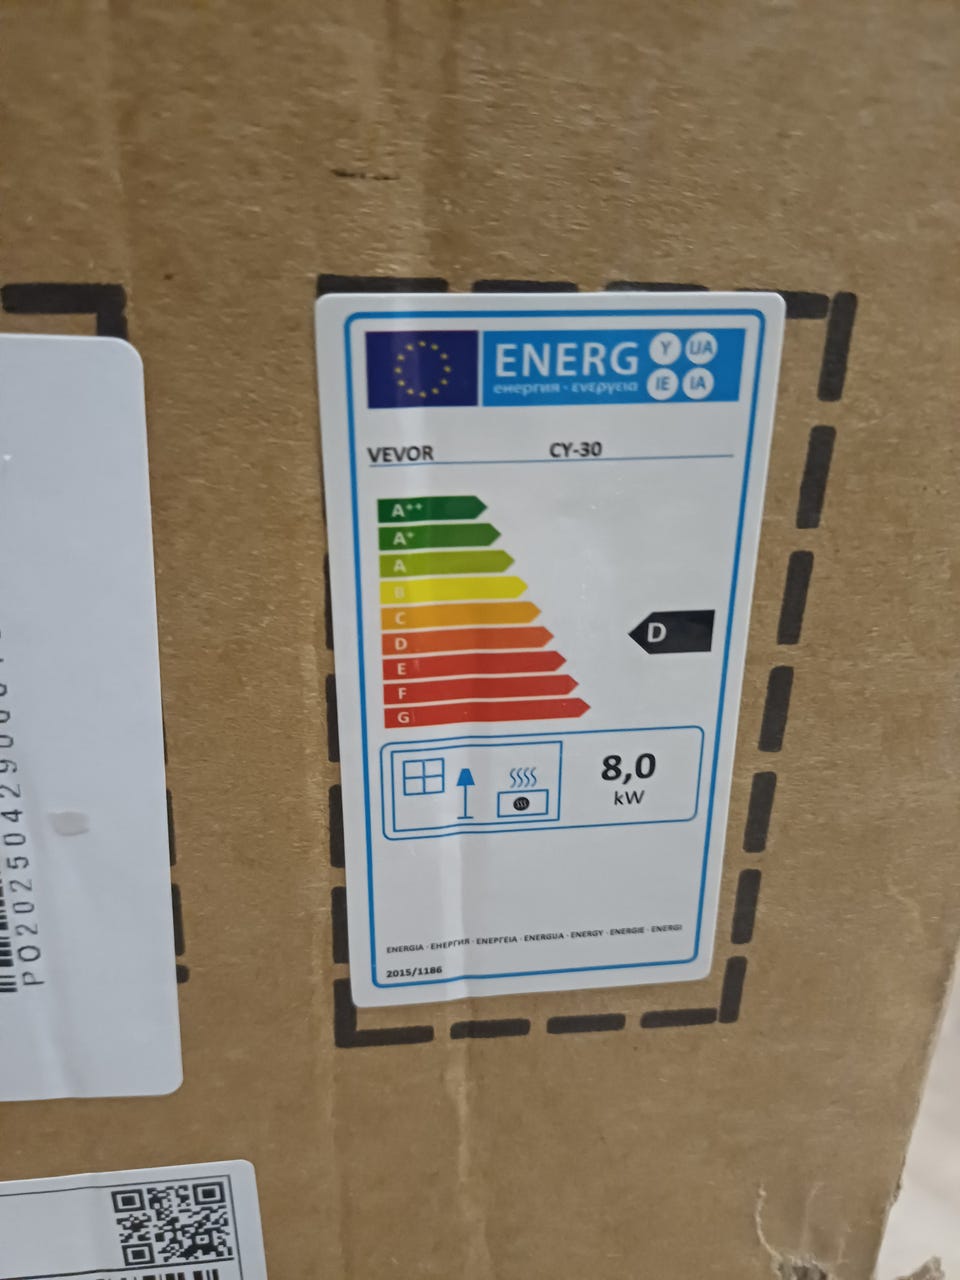 ENERG Y UA
енергия · ενεργεια IE IA
VEVOR CY-30
A++
A+
A
B
C
D
D
E
F
G
8,0
kW
ENERGIA · ЕНЕРГИЯ · ΕΝΕΡΓΕΙΑ · ENERGIJA · ENERGY · ENERGIE · ENERGI
2015/1186